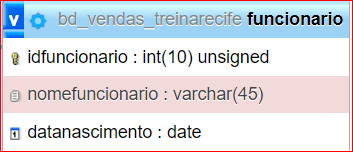 v bd_vendas_treinarecife funcionario
idfuncionario : int(10) unsigned
nomefuncionario : varchar(45)
datanascimento : date